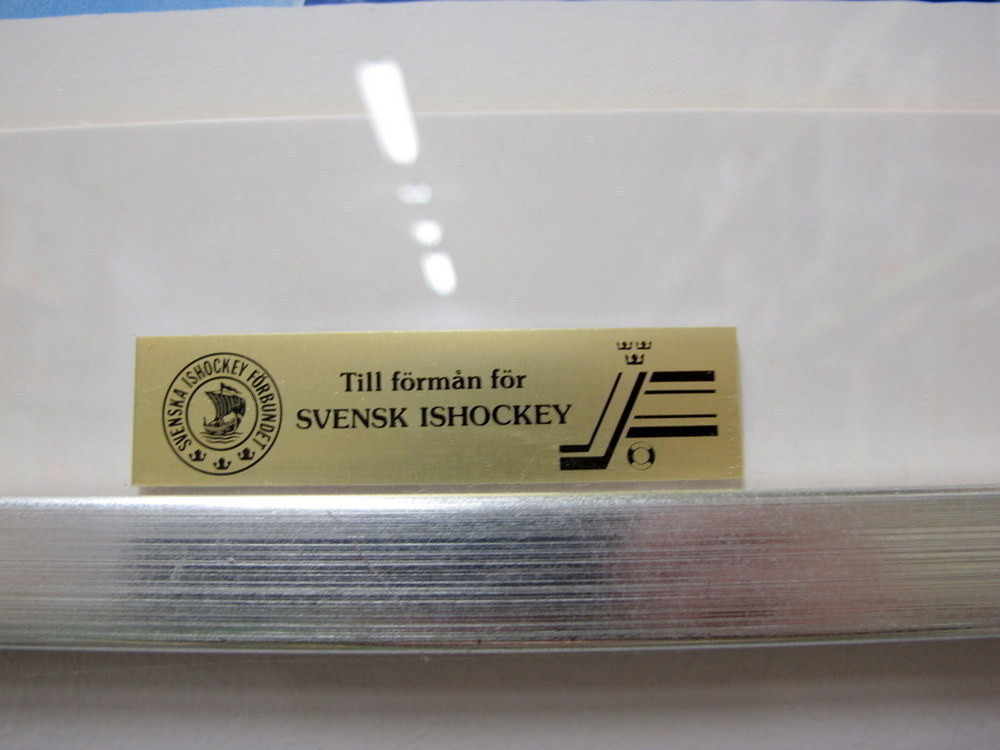 SVENSKA ISHOCKEY FÖRBUNDET
Till förmån för
SVENSK ISHOCKEY